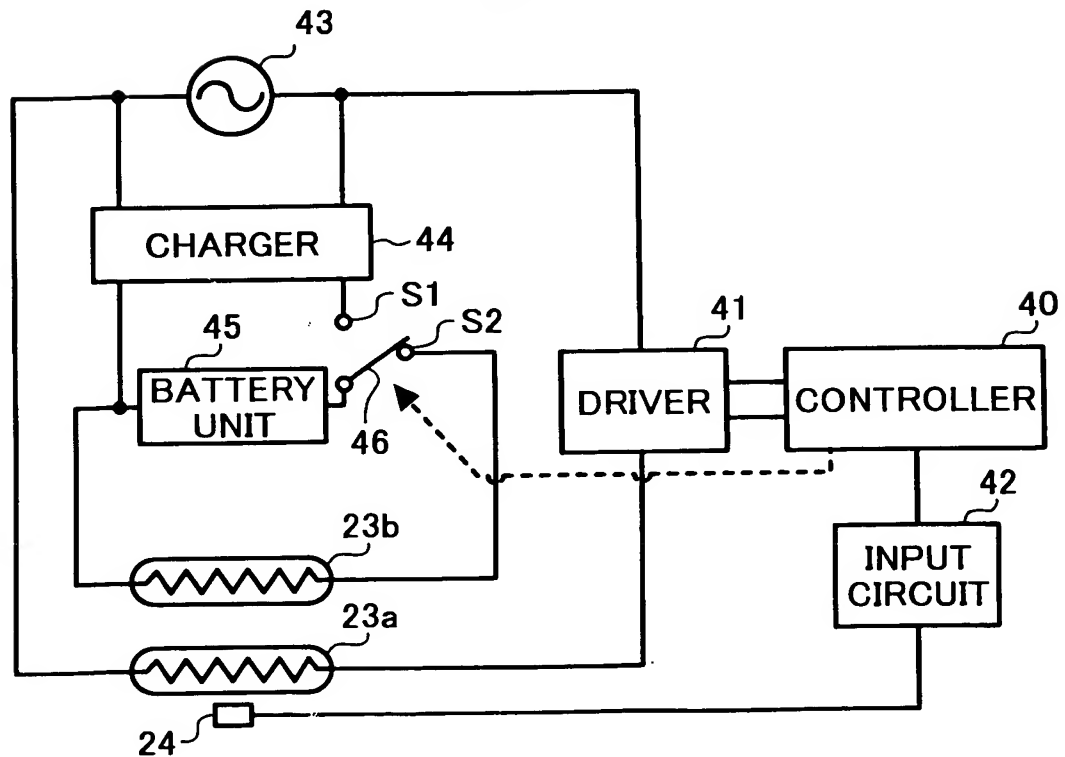 43
CHARGER
44
S1
S2
45
BATTERY
UNIT
46
41
DRIVER
40
CONTROLLER
42
INPUT
CIRCUIT
23b
23a
24